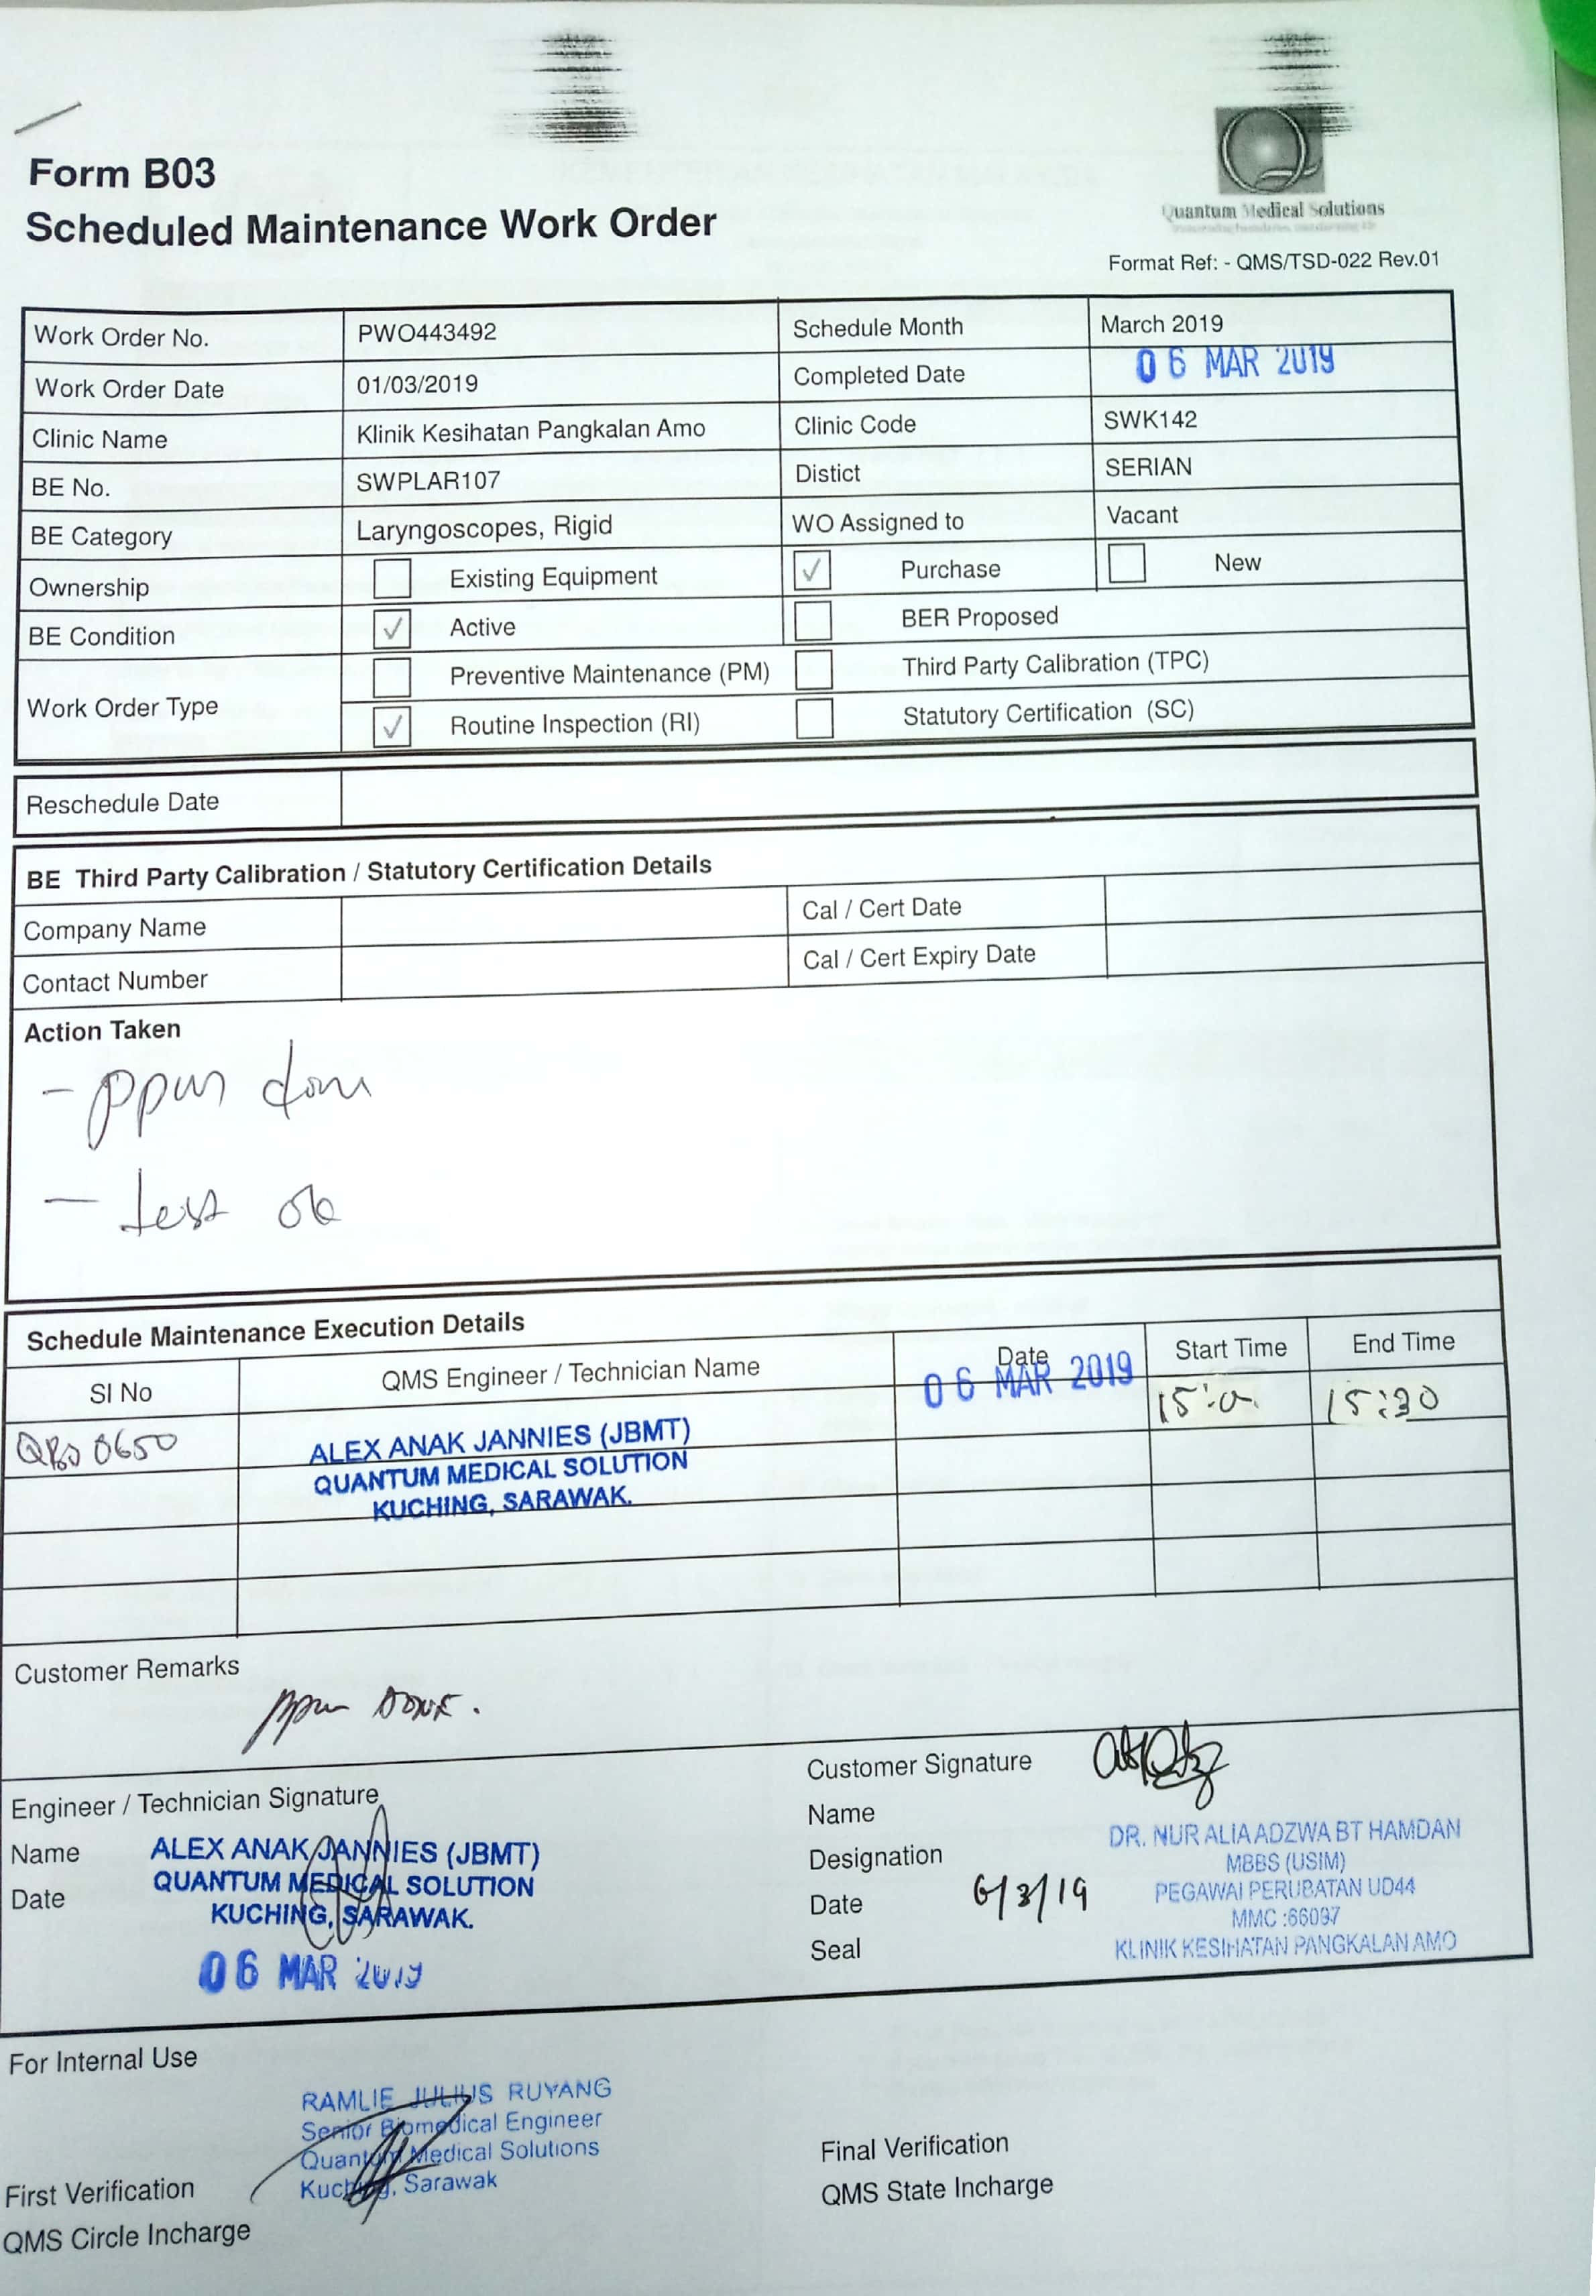 Form B03
Scheduled Maintenance Work Order
Quantum Medical Solutions
Format Ref: - QMS/TSD-022 Rev.01
Work Order No. PWO443492 Schedule Month March 2019
Work Order Date 01/03/2019 Completed Date 06 MAR 2019
Clinic Name Klinik Kesihatan Pangkalan Amo Clinic Code SWK142
BE No. SWPLAR107 Distict SERIAN
BE Category Laryngoscopes, Rigid WO Assigned to Vacant
Ownership Existing Equipment ✓ Purchase New
BE Condition ✓ Active BER Proposed
Work Order Type Preventive Maintenance (PM) Third Party Calibration (TPC)
✓ Routine Inspection (RI) Statutory Certification (SC)
Reschedule Date
BE Third Party Calibration / Statutory Certification Details
Company Name Cal / Cert Date
Contact Number Cal / Cert Expiry Date
Action Taken
- ppm done
- test ok
Schedule Maintenance Execution Details
SI No QMS Engineer / Technician Name Date Start Time End Time
0650 ALEX ANAK JANNIES (JBMT) 06 MAR 2019 15:30
QUANTUM MEDICAL SOLUTION
KUCHING, SARAWAK.
Customer Remarks
ppm DONE.
Engineer / Technician Signature
Name ALEX ANAK JANNIES (JBMT)
Date QUANTUM MEDICAL SOLUTION
KUCHING, SARAWAK.
06 MAR 2019
Customer Signature
Name DR. NUR ALIA ADZWA BT HAMDAN
Designation MBBS (USIM)
Date 6/3/19 PEGAWAI PERUBATAN UD44
MMC :66097
Seal KLINIK KESIHATAN PANGKALAN AMO
For Internal Use
RAMLIE JULIUS RUYANG
Senior Biomedical Engineer
Quantum Medical Solutions
Kuching, Sarawak
First Verification
QMS Circle Incharge
Final Verification
QMS State Incharge